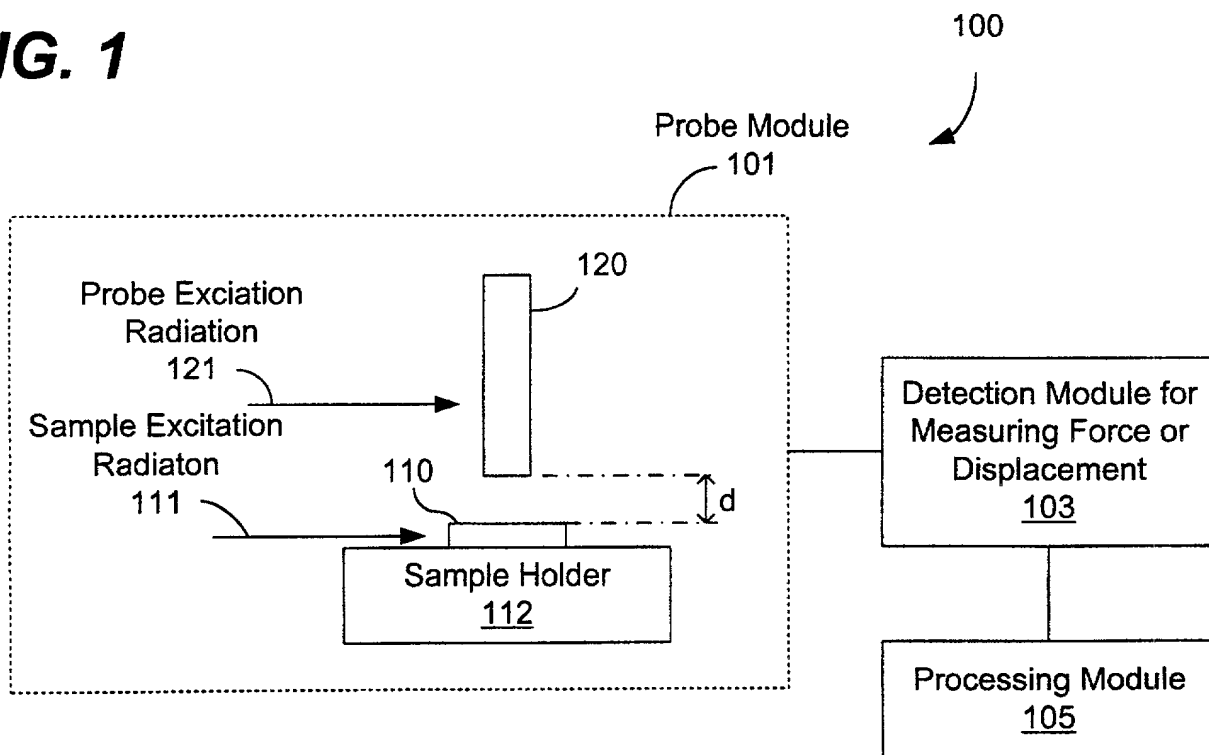 IG. 1
100
Probe Module
101
120
Probe Exciation
Radiation
121
Sample Excitation
Radiaton
111
110
d
Sample Holder
112
Detection Module for
Measuring Force or
Displacement
103
Processing Module
105